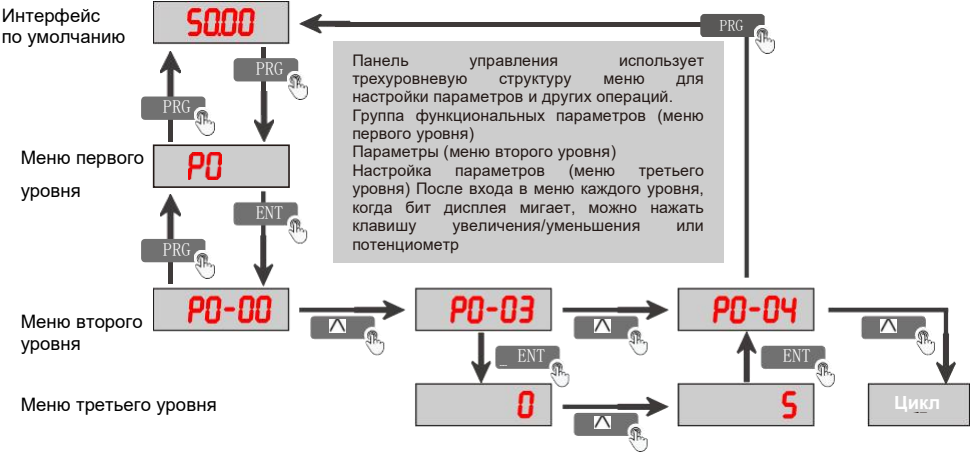 Интерфейс
по умолчанию
50.00
PRG
PRG
PRG
Панель управления использует
трехуровневую структуру меню для
настройки параметров и других операций.
Группа функциональных параметров (меню
первого уровня)
Параметры (меню второго уровня)
Настройка параметров (меню третьего
уровня) После входа в меню каждого уровня,
когда бит дисплея мигает, можно нажать
клавишу увеличения/уменьшения или
потенциометр
Меню первого
уровня
P0
PRG
ENT
Меню второго
уровня
P0-00
P0-03
P0-04
_ ENT
ENT
Меню третьего уровня
0
5
Цикл